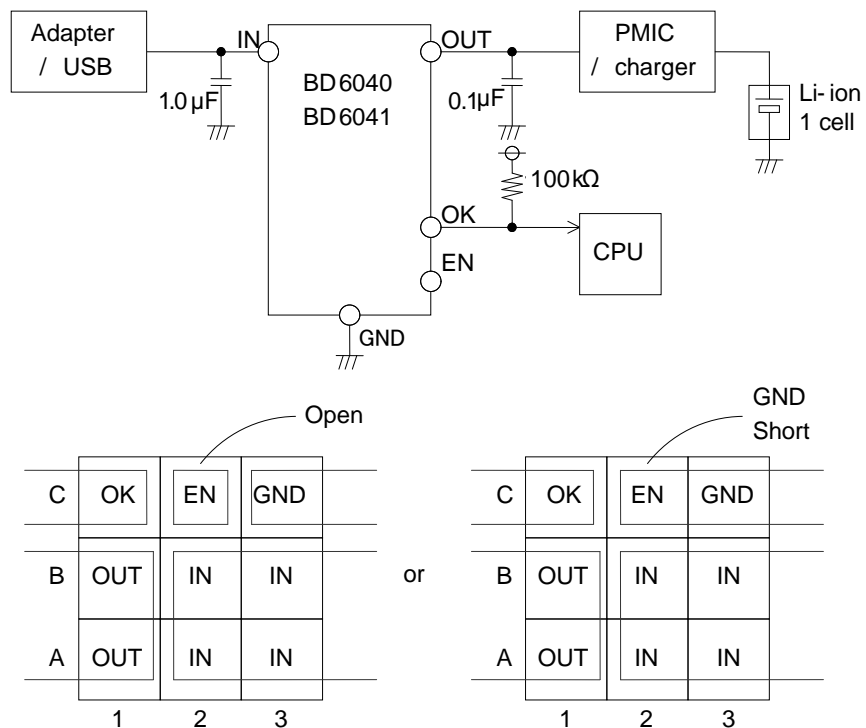 Adapter
/ USB
IN
OUT
PMIC
/ charger
1.0μF
BD6040
BD6041
0.1μF
Li-ion
1 cell
100kΩ
OK
EN
CPU
GND
Open
GND
Short
C OK EN GND
C OK EN GND
B OUT IN IN
or
B OUT IN IN
A OUT IN IN
A OUT IN IN
1 2 3
1 2 3